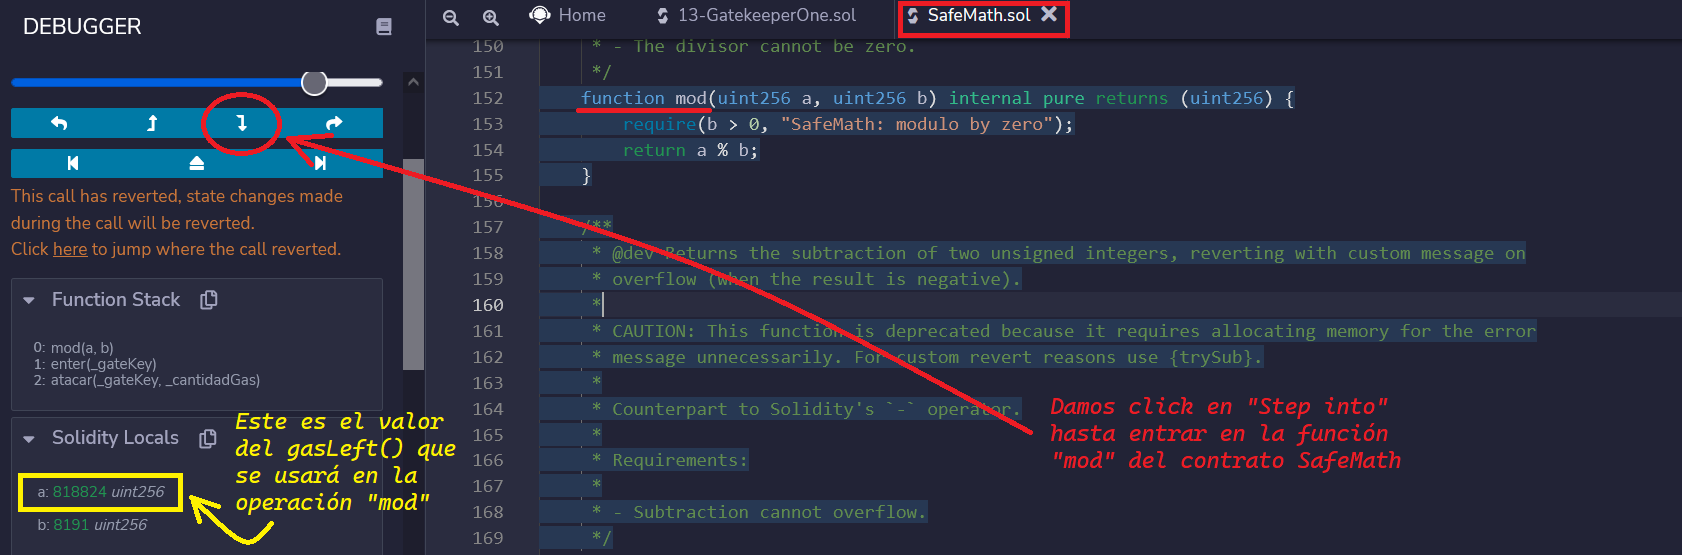 DEBUGGER
This call has reverted, state changes made
during the call will be reverted.
Click here to jump where the call reverted.
Function Stack
0: mod(a, b)
1: enter(_gateKey)
2: atacar(_gateKey, _cantidadGas)
Solidity Locals
a: 818824 uint256
b: 8191 uint256
Este es el valor
del gasLeft() que
se usará en la
operación "mod"
Home
13-GatekeeperOne.sol
SafeMath.sol
150 * - The divisor cannot be zero.
151 */
152 function mod(uint256 a, uint256 b) internal pure returns (uint256) {
153 require(b > 0, "SafeMath: modulo by zero");
154 return a % b;
155 }
156
157 /**
158 * @dev Returns the subtraction of two unsigned integers, reverting with custom message on
159 * overflow (when the result is negative).
160 *
161 * CAUTION: This function is deprecated because it requires allocating memory for the error
162 * message unnecessarily. For custom revert reasons use {trySub}.
163 *
164 * Counterpart to Solidity's `-` operator.
165 *
166 * Requirements:
167 *
168 * - Subtraction cannot overflow.
169 */
Damos click en "Step into"
hasta entrar en la función
"mod" del contrato SafeMath